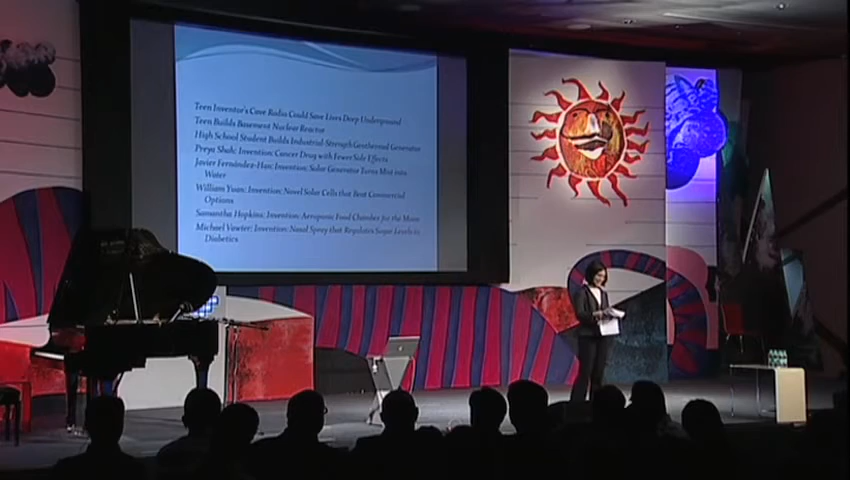 Teen Inventor's Cave Radio Could Save Lives Deep Underground
Teen Builds Basement Nuclear Reactor
High School Student Builds Industrial-Strength Geothermal Generator
Preya Shah: Invention: Cancer Drug with Fewer Side Effects
Javier Fernández-Han: Invention: Solar Generator Turns Mist into
Water
William Yuan: Invention: Novel Solar Cells that Beat Commercial
Options
Samantha Hopkins: Invention: Aeroponic Food Chamber for the Moon
Michael Vawter: Invention: Nasal Spray that Regulates Sugar Levels in
Diabetics